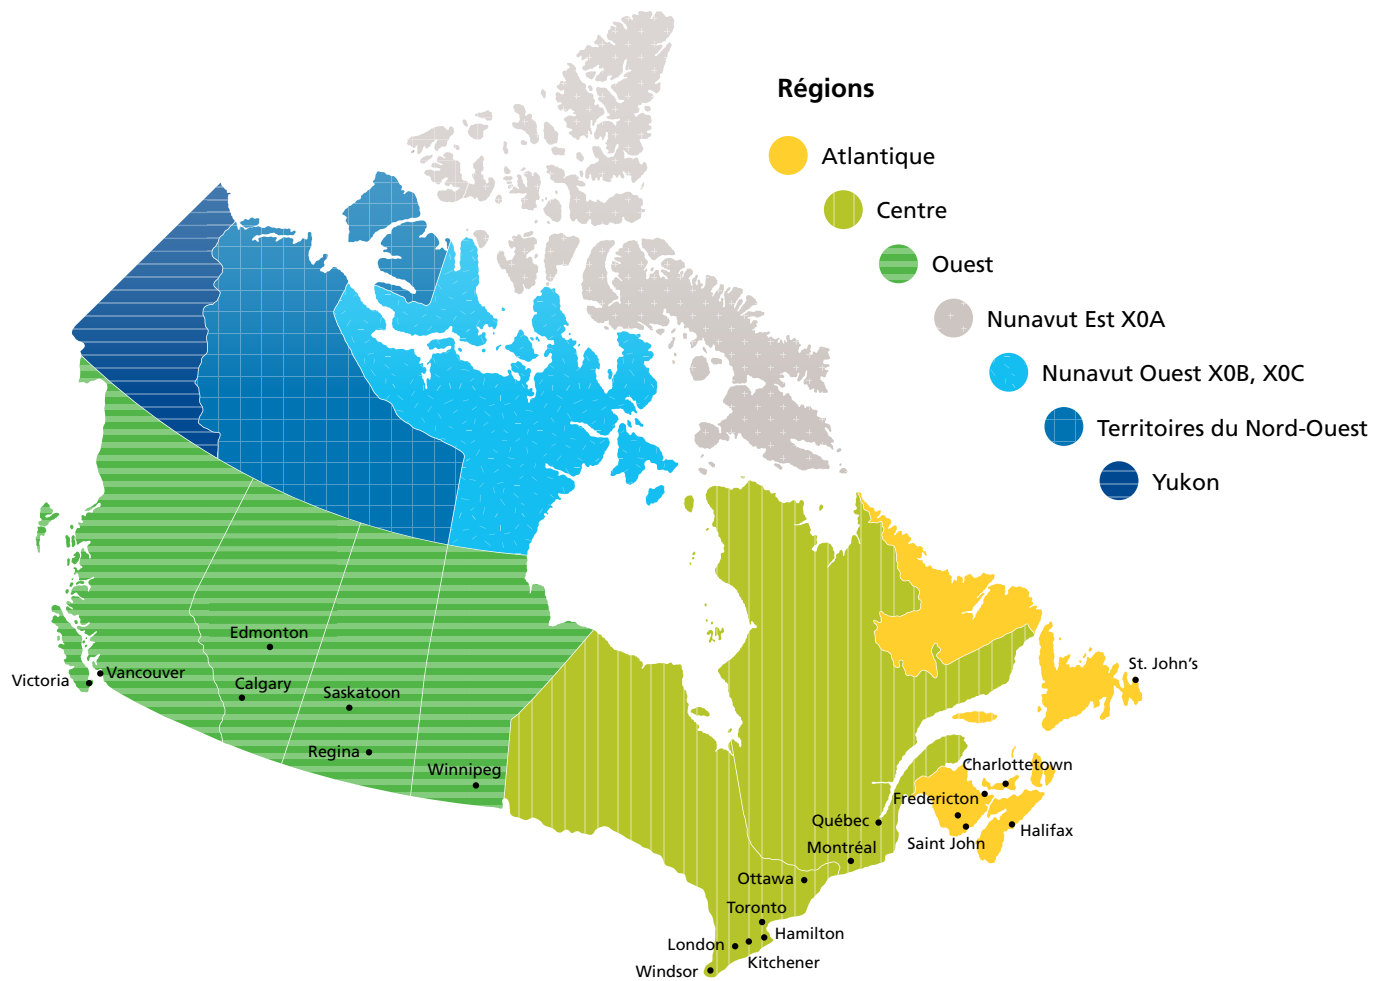 Régions
Atlantique
Centre
Ouest
Nunavut Est X0A
Nunavut Ouest X0B, X0C
Territoires du Nord-Ouest
Yukon
Edmonton
Victoria
Vancouver
Calgary
Saskatoon
Regina
Winnipeg
St. John’s
Charlottetown
Fredericton
Québec
Halifax
Saint John
Montréal
Ottawa
Toronto
Hamilton
London
Kitchener
Windsor